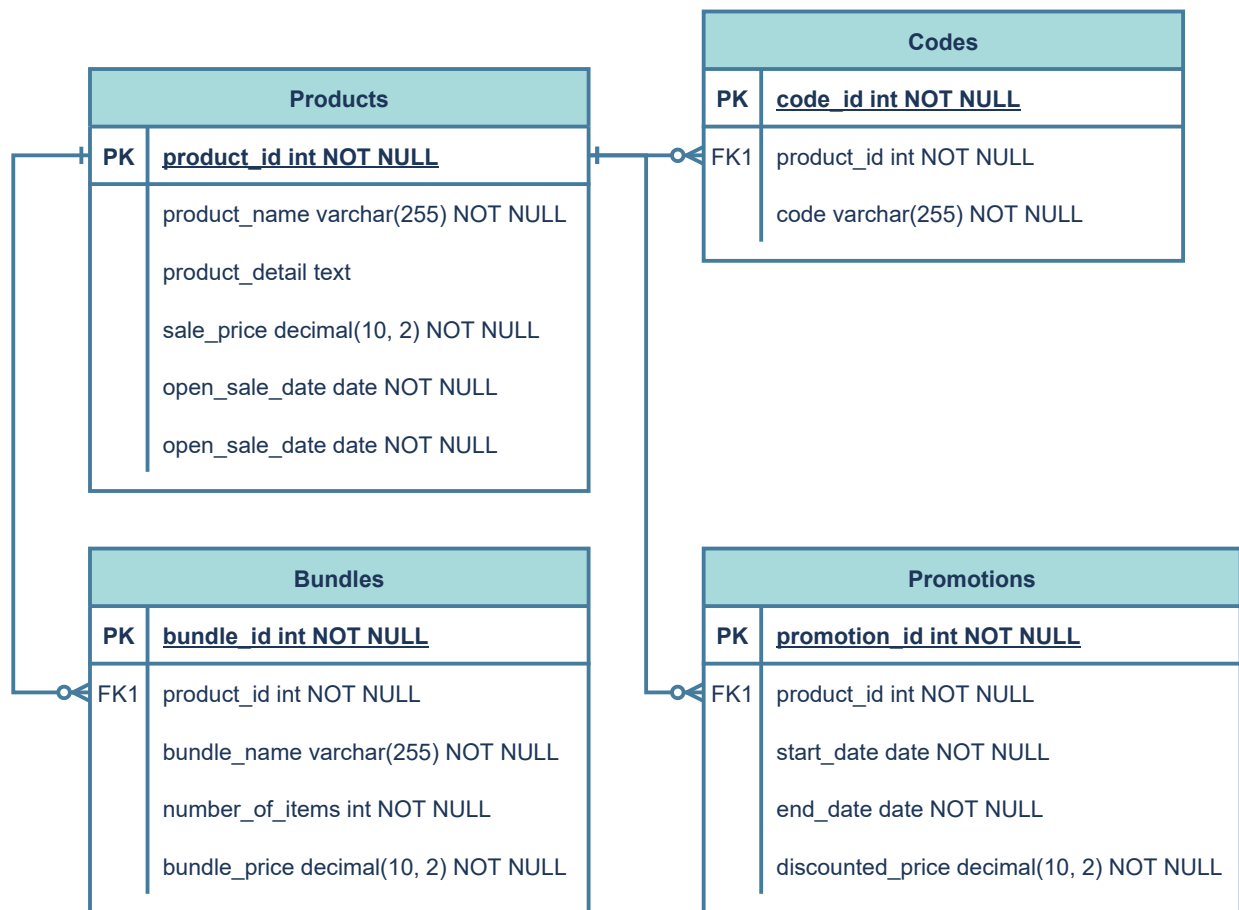 Products
PK product_id int NOT NULL
product_name varchar(255) NOT NULL
product_detail text
sale_price decimal(10, 2) NOT NULL
open_sale_date date NOT NULL
open_sale_date date NOT NULL
Codes
PK code_id int NOT NULL
FK1 product_id int NOT NULL
code varchar(255) NOT NULL
Bundles
PK bundle_id int NOT NULL
FK1 product_id int NOT NULL
bundle_name varchar(255) NOT NULL
number_of_items int NOT NULL
bundle_price decimal(10, 2) NOT NULL
Promotions
PK promotion_id int NOT NULL
FK1 product_id int NOT NULL
start_date date NOT NULL
end_date date NOT NULL
discounted_price decimal(10, 2) NOT NULL